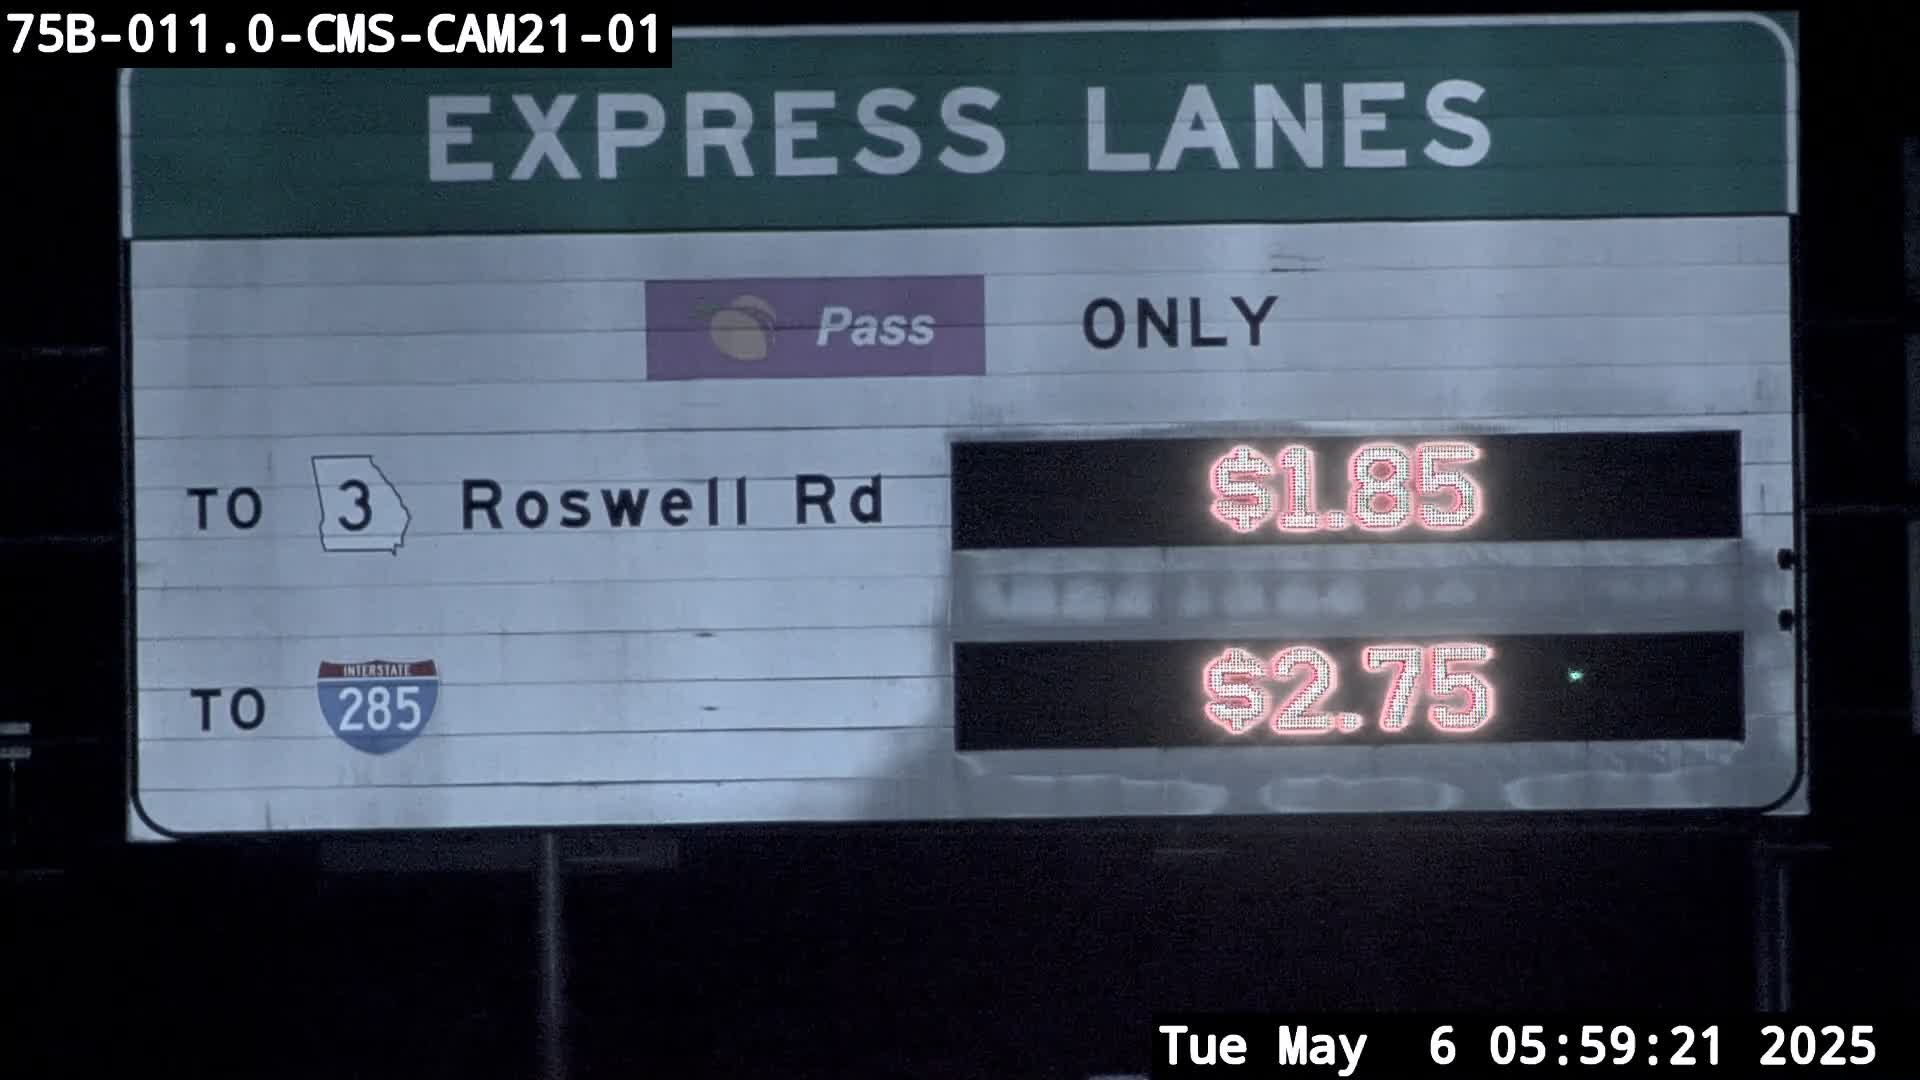 75B-011.0-CMS-CAM21-01
EXPRESS LANES
Pass ONLY
TO 3 Roswell Rd $1.85
INTERSTATE
TO 285 $2.75
Tue May 6 05:59:21 2025